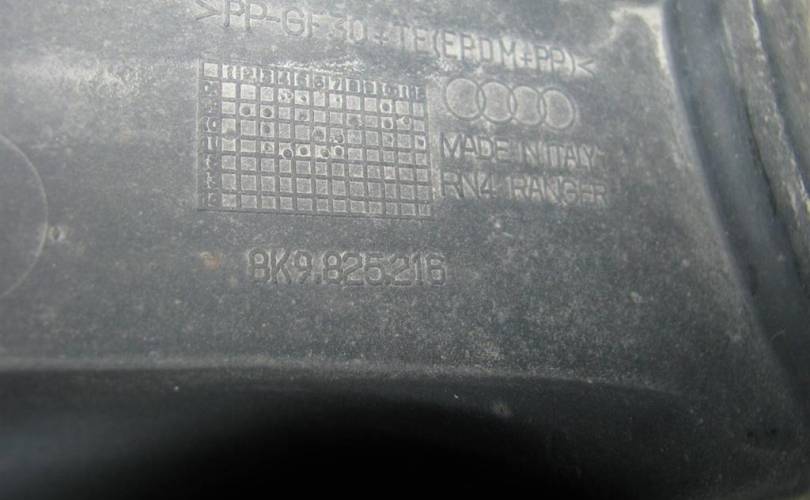 >PP-GF30+TE(EPDM+PP)<
1 2 3 4 5 6 7 8 9 10 11 12
MADE IN ITALY
RN4 RANGER
8K9.825.216